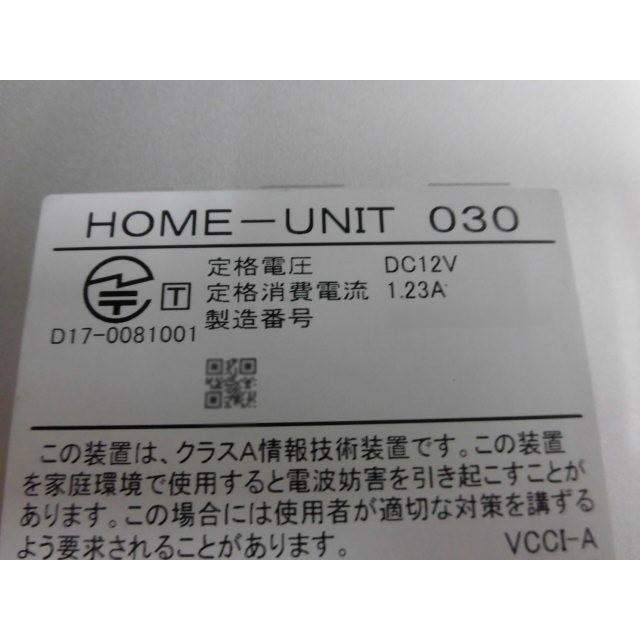 HOME-UNIT 030
定格電圧 DC12V
定格消費電流 1.23A
T
D17-0081001 製造番号
この装置は、クラスA情報技術装置です。この装置
を家庭環境で使用すると電波妨害を引き起こすことが
あります。この場合には使用者が適切な対策を講ずる
よう要求されることがあります。 VCCI-A